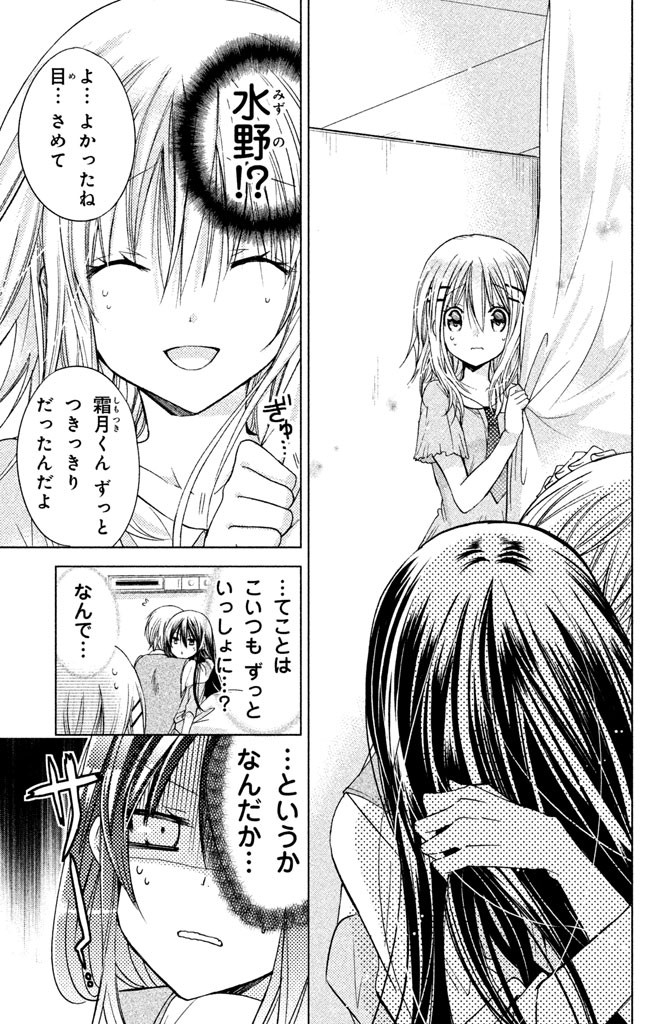 水野!?
よ… よかったね
目… さめて
ぎゅ…
霜月くん ずっと
つきっきり
だったんだよ
…てことは
こいつも ずっと
いっしょに…?
なんで…
…というか
なんだか…